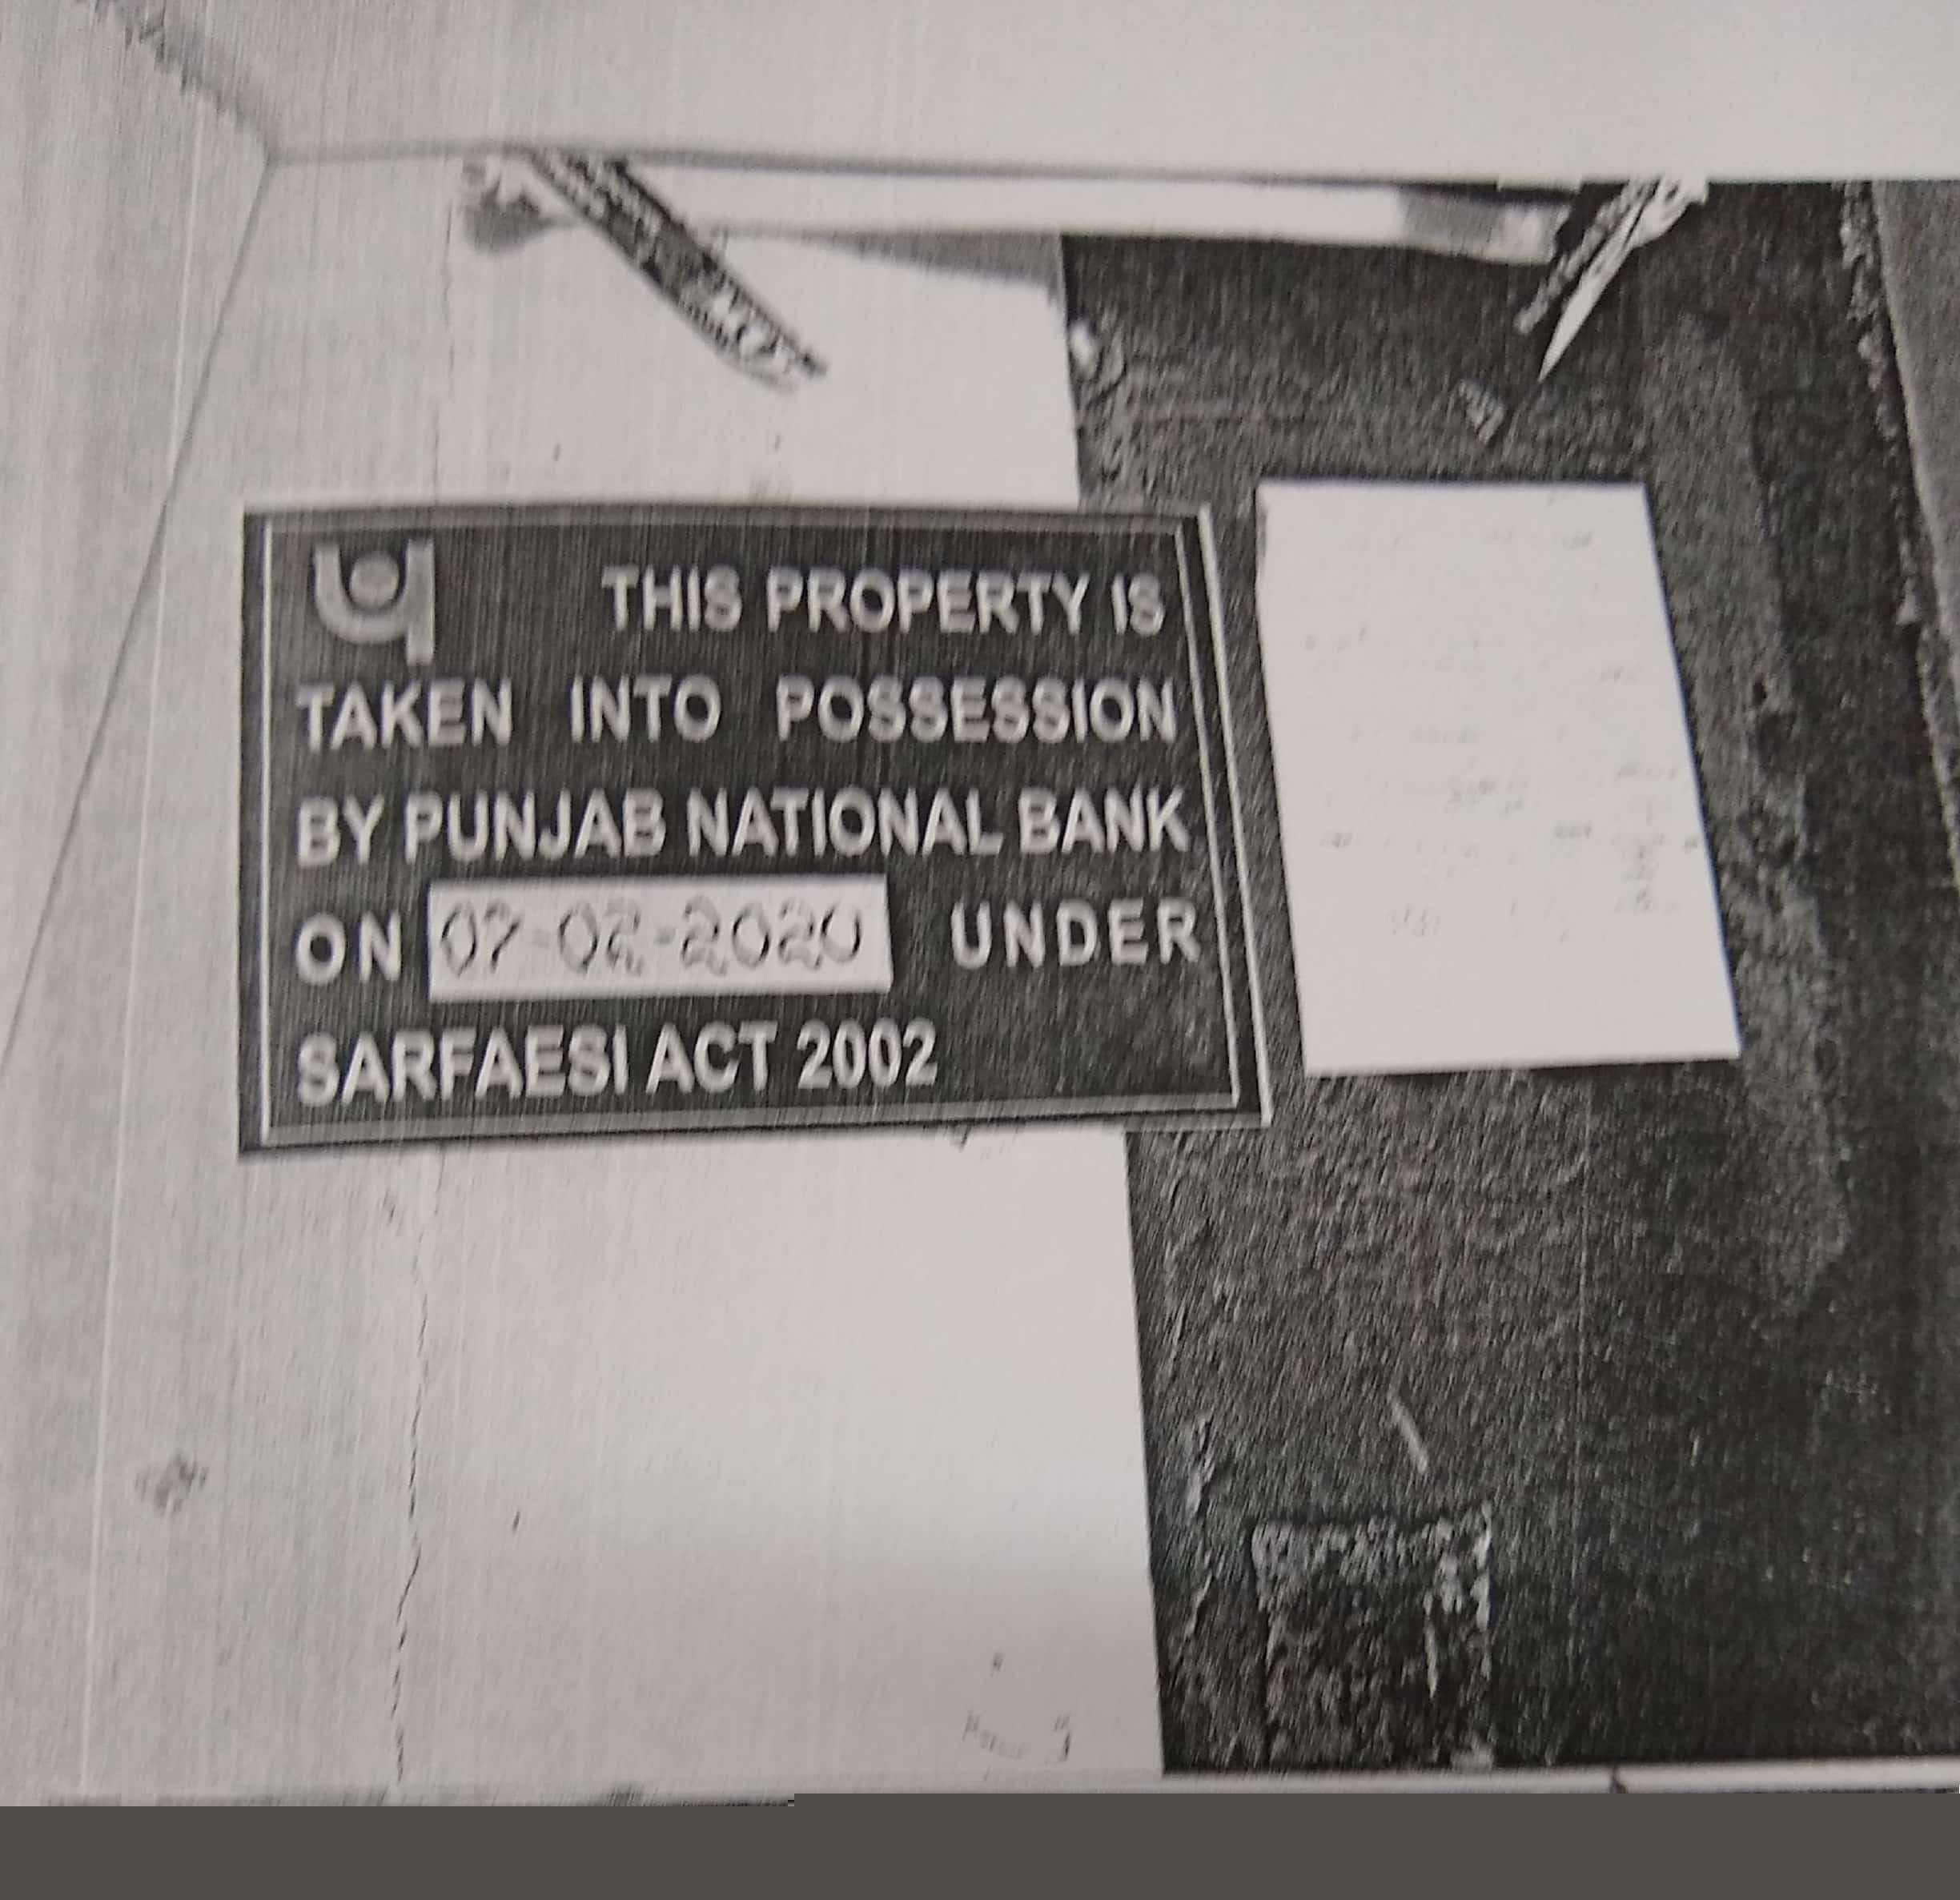 THIS PROPERTY IS
TAKEN INTO POSSESSION
BY PUNJAB NATIONAL BANK
ON 07-02-2020 UNDER
SARFAESI ACT 2002